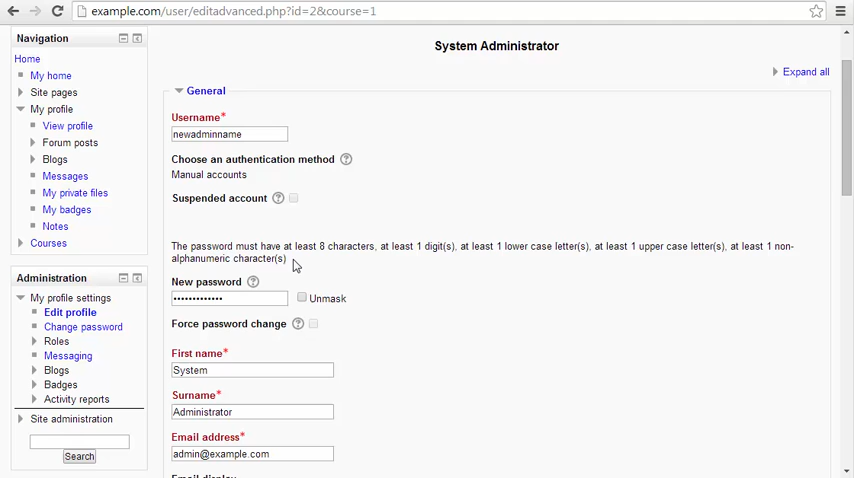 example.com/user/editadvanced.php?id=2&course=1
Navigation
Home
My home
Site pages
My profile
View profile
Forum posts
Blogs
Messages
My private files
My badges
Notes
Courses
Administration
My profile settings
Edit profile
Change password
Roles
Messaging
Blogs
Badges
Activity reports
Site administration
Search
System Administrator
Expand all
General
Username*
newadminname
Choose an authentication method ?
Manual accounts
Suspended account ?
The password must have at least 8 characters, at least 1 digit(s), at least 1 lower case letter(s), at least 1 upper case letter(s), at least 1 non-
alphanumeric character(s)
New password ?
••••••••••••• Unmask
Force password change ?
First name*
System
Surname*
Administrator
Email address*
admin@example.com
Email display